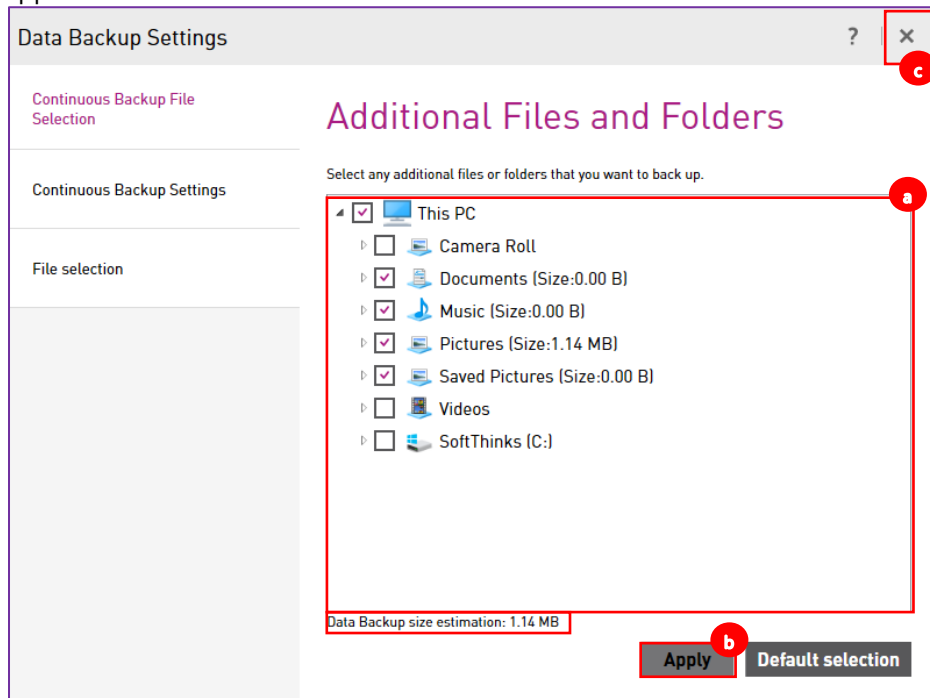 Data Backup Settings ? ×
c
Continuous Backup File
Selection
Additional Files and Folders
Select any additional files or folders that you want to back up.
a
Continuous Backup Settings
This PC
Camera Roll
File selection
Documents (Size:0.00 B)
Music (Size:0.00 B)
Pictures (Size:1.14 MB)
Saved Pictures (Size:0.00 B)
Videos
SoftThinks (C:)
Data Backup size estimation: 1.14 MB
b
Apply
Default selection